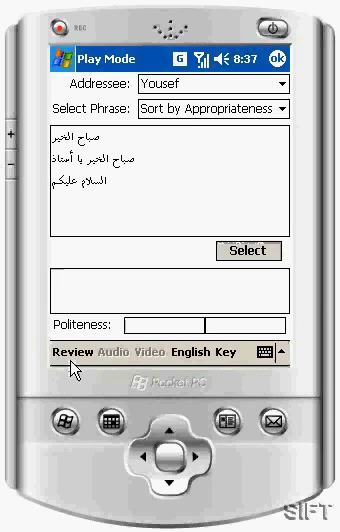 REC
Play Mode G 8:37 ok
Addressee: Yousef
Select Phrase: Sort by Appropriateness
صباح الخير
صباح الخير يا أستاذ
السلام عليكم
Select
Politeness:
Review Audio Video English Key
Pocket PC
SIFT